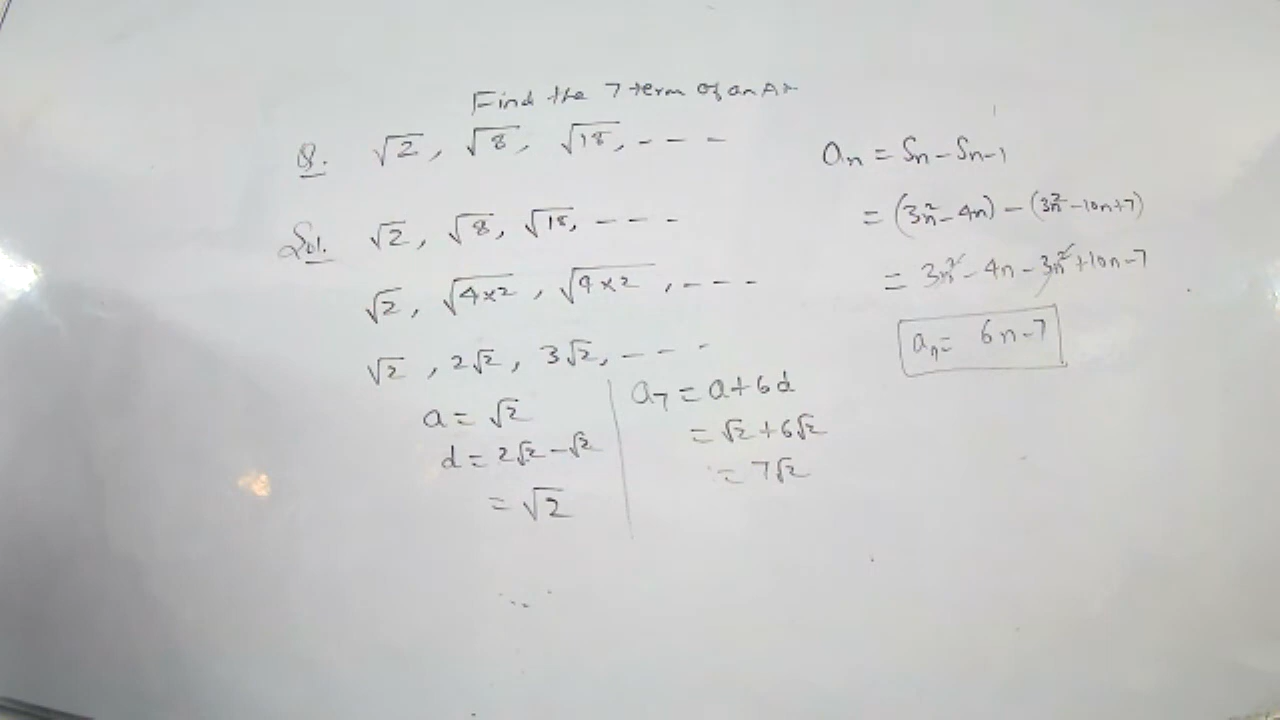 Find the 7 term of an AP
Q. √2, √8, √18, - - -
Sol. √2, √8, √18, - - -
√2, √4×2, √9×2, - - -
√2, 2√2, 3√2, - - -
a = √2
d = 2√2 - √2
= √2
a₇ = a + 6d
= √2 + 6√2
= 7√2
aₙ = Sₙ - Sₙ₋₁
= (3n² - 4n) - (3n² - 10n + 7)
= 3n² - 4n - 3n² + 10n - 7
aₙ = 6n - 7